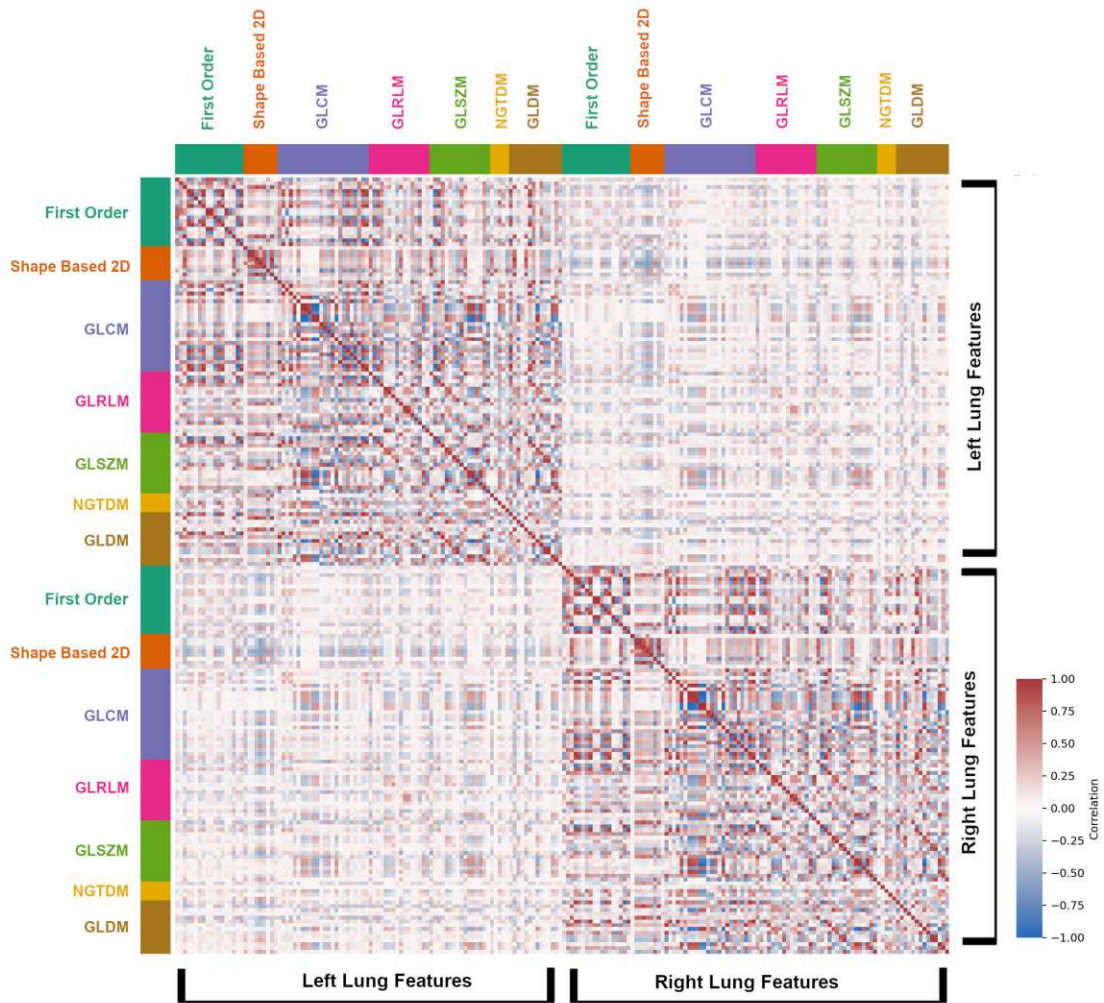 First Order
Shape Based 2D
GLCM
GLRLM
GLSZM
NGTDM
GLDM
First Order
Shape Based 2D
GLCM
GLRLM
GLSZM
NGTDM
GLDM
First Order
Shape Based 2D
GLCM
GLRLM
GLSZM
NGTDM
GLDM
First Order
Shape Based 2D
GLCM
GLRLM
GLSZM
NGTDM
GLDM
Left Lung Features
Right Lung Features
1.00
0.75
0.50
0.25
0.00
−0.25
−0.50
−0.75
−1.00
Correlation
Left Lung Features
Right Lung Features